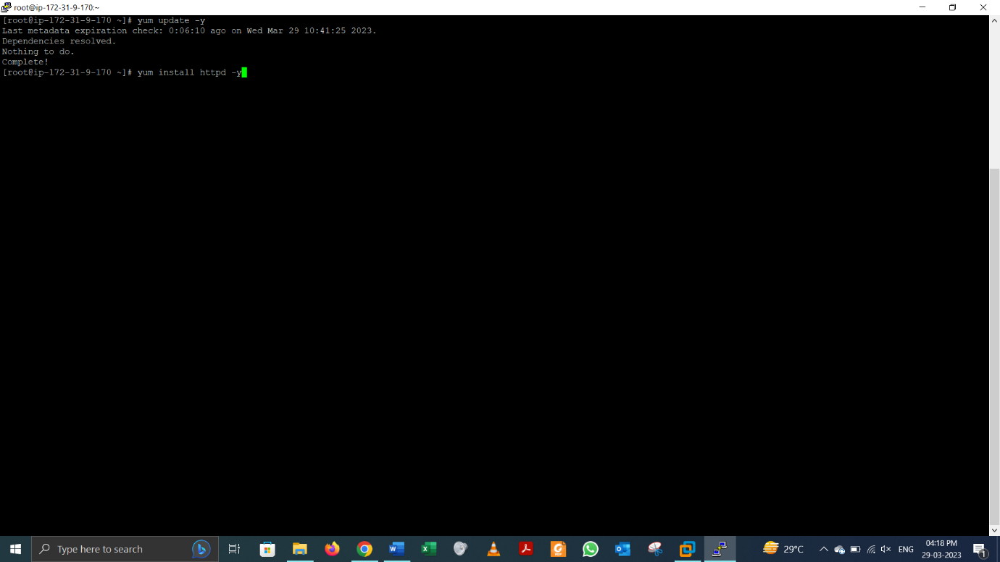 root@ip-172-31-9-170:~
[root@ip-172-31-9-170 ~]# yum update -y
Last metadata expiration check: 0:06:10 ago on Wed Mar 29 10:41:25 2023.
Dependencies resolved.
Nothing to do.
Complete!
[root@ip-172-31-9-170 ~]# yum install httpd -y
Type here to search
29°C
ENG
04:18 PM
29-03-2023
1